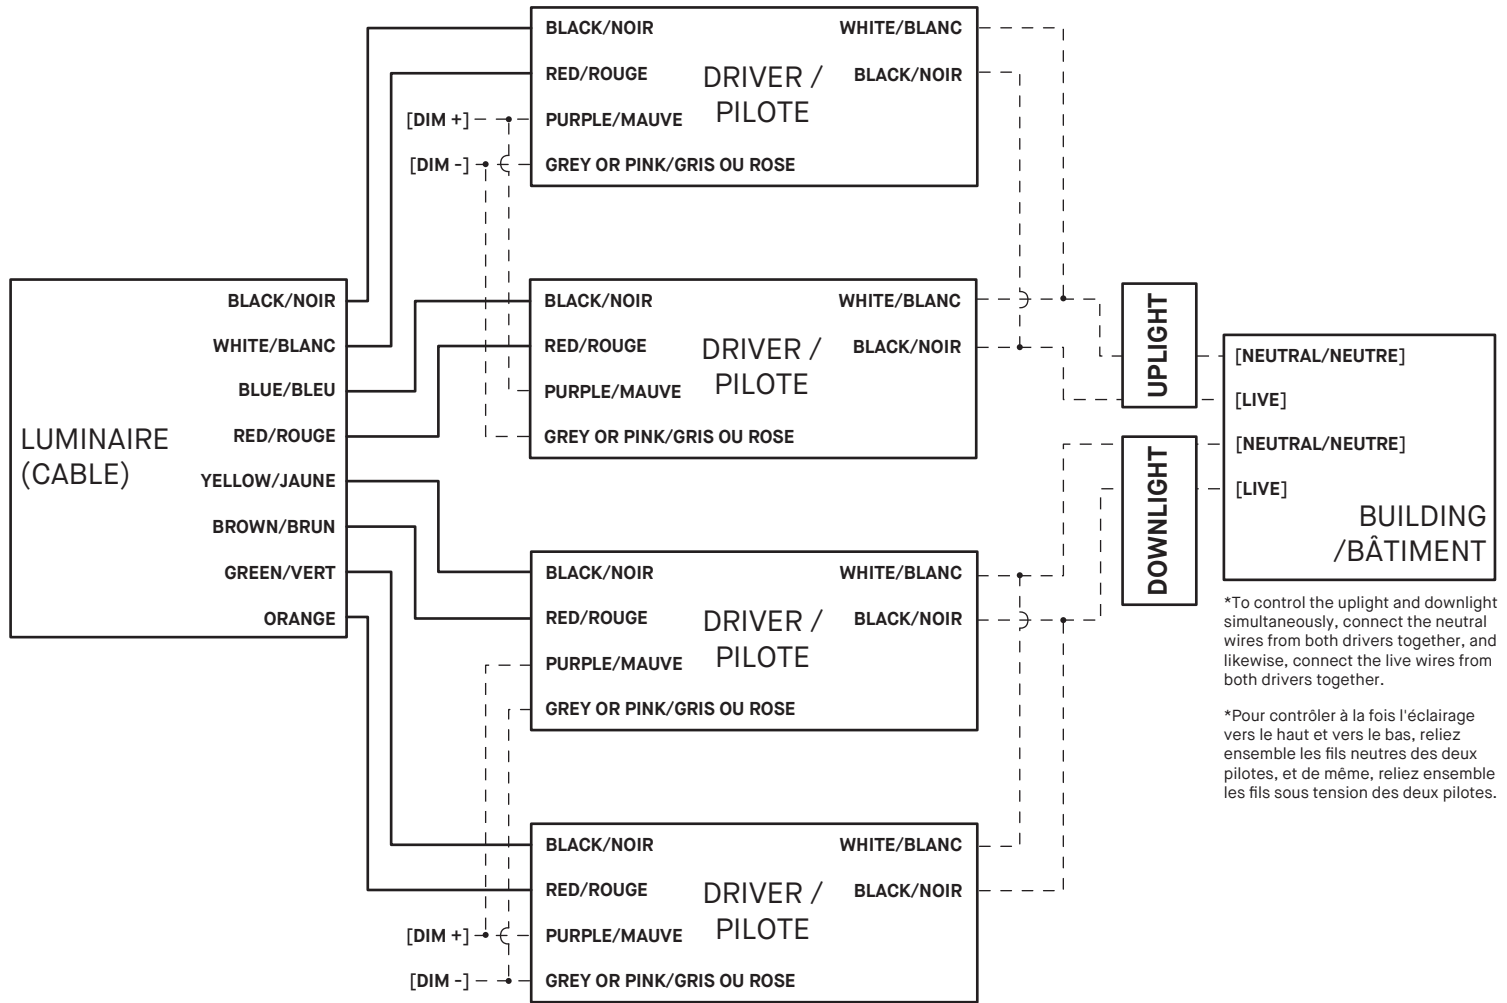 BLACK/NOIR
WHITE/BLANC
RED/ROUGE
DRIVER /
PILOTE
BLACK/NOIR
[DIM +]
PURPLE/MAUVE
[DIM -]
GREY OR PINK/GRIS OU ROSE
LUMINAIRE
(CABLE)
BLACK/NOIR
WHITE/BLANC
BLUE/BLEU
RED/ROUGE
YELLOW/JAUNE
BROWN/BRUN
GREEN/VERT
ORANGE
BLACK/NOIR
WHITE/BLANC
RED/ROUGE
DRIVER /
PILOTE
BLACK/NOIR
PURPLE/MAUVE
GREY OR PINK/GRIS OU ROSE
BLACK/NOIR
WHITE/BLANC
RED/ROUGE
DRIVER /
PILOTE
BLACK/NOIR
PURPLE/MAUVE
GREY OR PINK/GRIS OU ROSE
BLACK/NOIR
WHITE/BLANC
RED/ROUGE
DRIVER /
PILOTE
BLACK/NOIR
[DIM +]
PURPLE/MAUVE
[DIM -]
GREY OR PINK/GRIS OU ROSE
UPLIGHT
DOWNLIGHT
[NEUTRAL/NEUTRE]
[LIVE]
[NEUTRAL/NEUTRE]
[LIVE]
BUILDING
/BÂTIMENT
*To control the uplight and downlight
simultaneously, connect the neutral
wires from both drivers together, and
likewise, connect the live wires from
both drivers together.
*Pour contrôler à la fois l'éclairage
vers le haut et vers le bas, reliez
ensemble les fils neutres des deux
pilotes, et de même, reliez ensemble
les fils sous tension des deux pilotes.